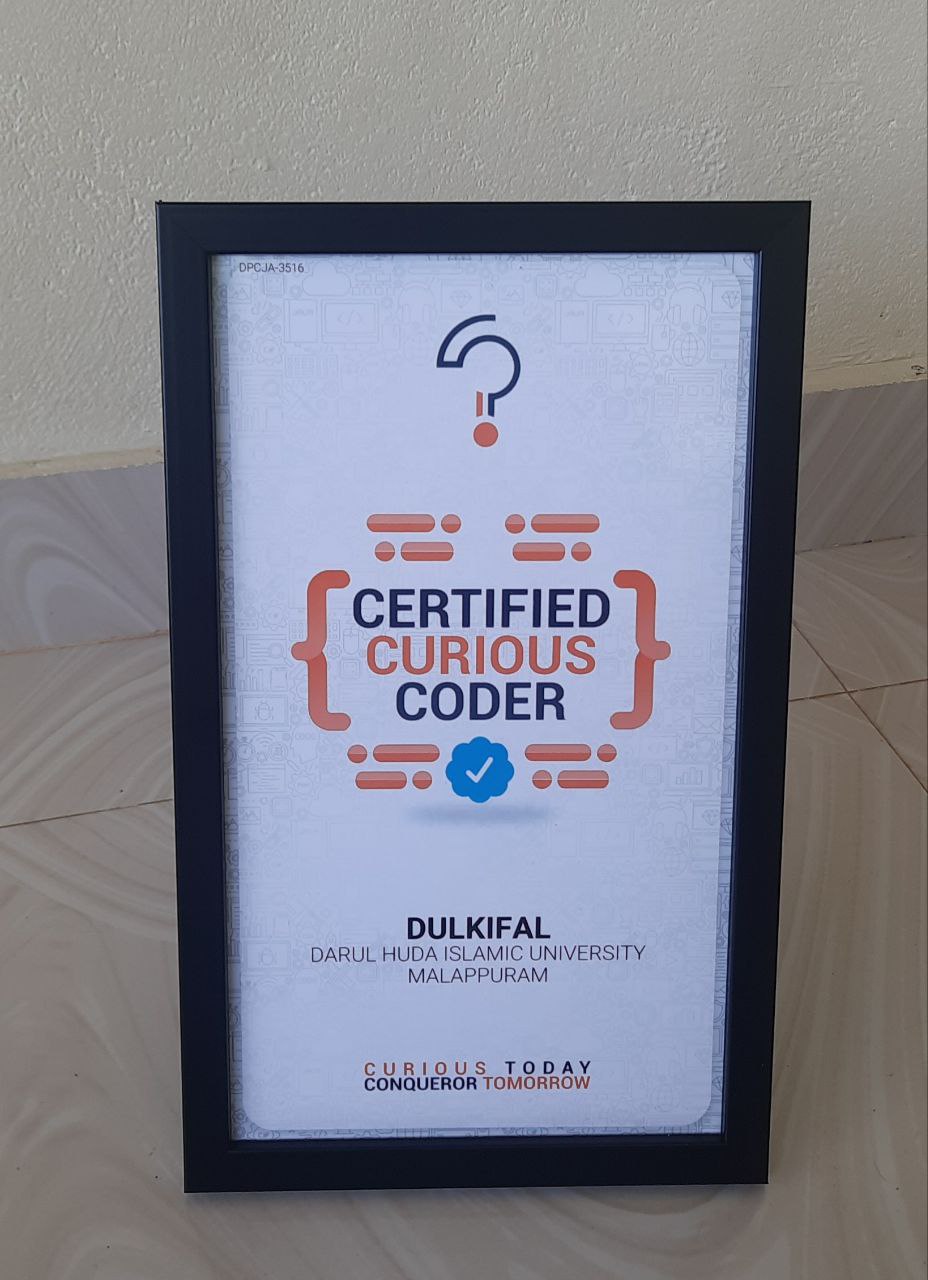 DPCJA-3516
CERTIFIED
CURIOUS
CODER
DULKIFAL
DARUL HUDA ISLAMIC UNIVERSITY
MALAPPURAM
CURIOUS TODAY
CONQUEROR TOMORROW